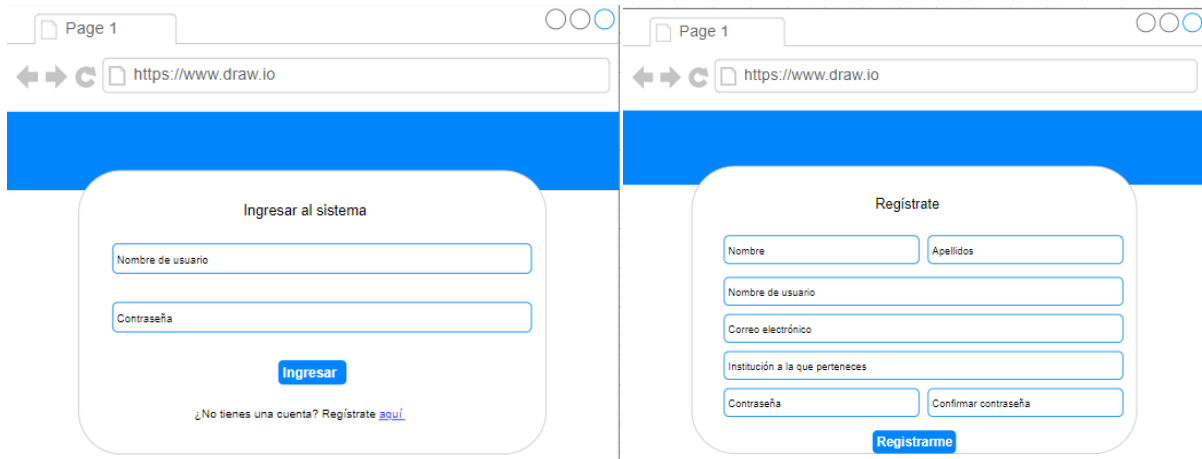 Page 1
https://www.draw.io
Ingresar al sistema
Nombre de usuario
Contraseña
Ingresar
¿No tienes una cuenta? Regístrate aquí
Page 1
https://www.draw.io
Regístrate
Nombre Apellidos
Nombre de usuario
Correo electrónico
Institución a la que perteneces
Contraseña Confirmar contraseña
Registrarme